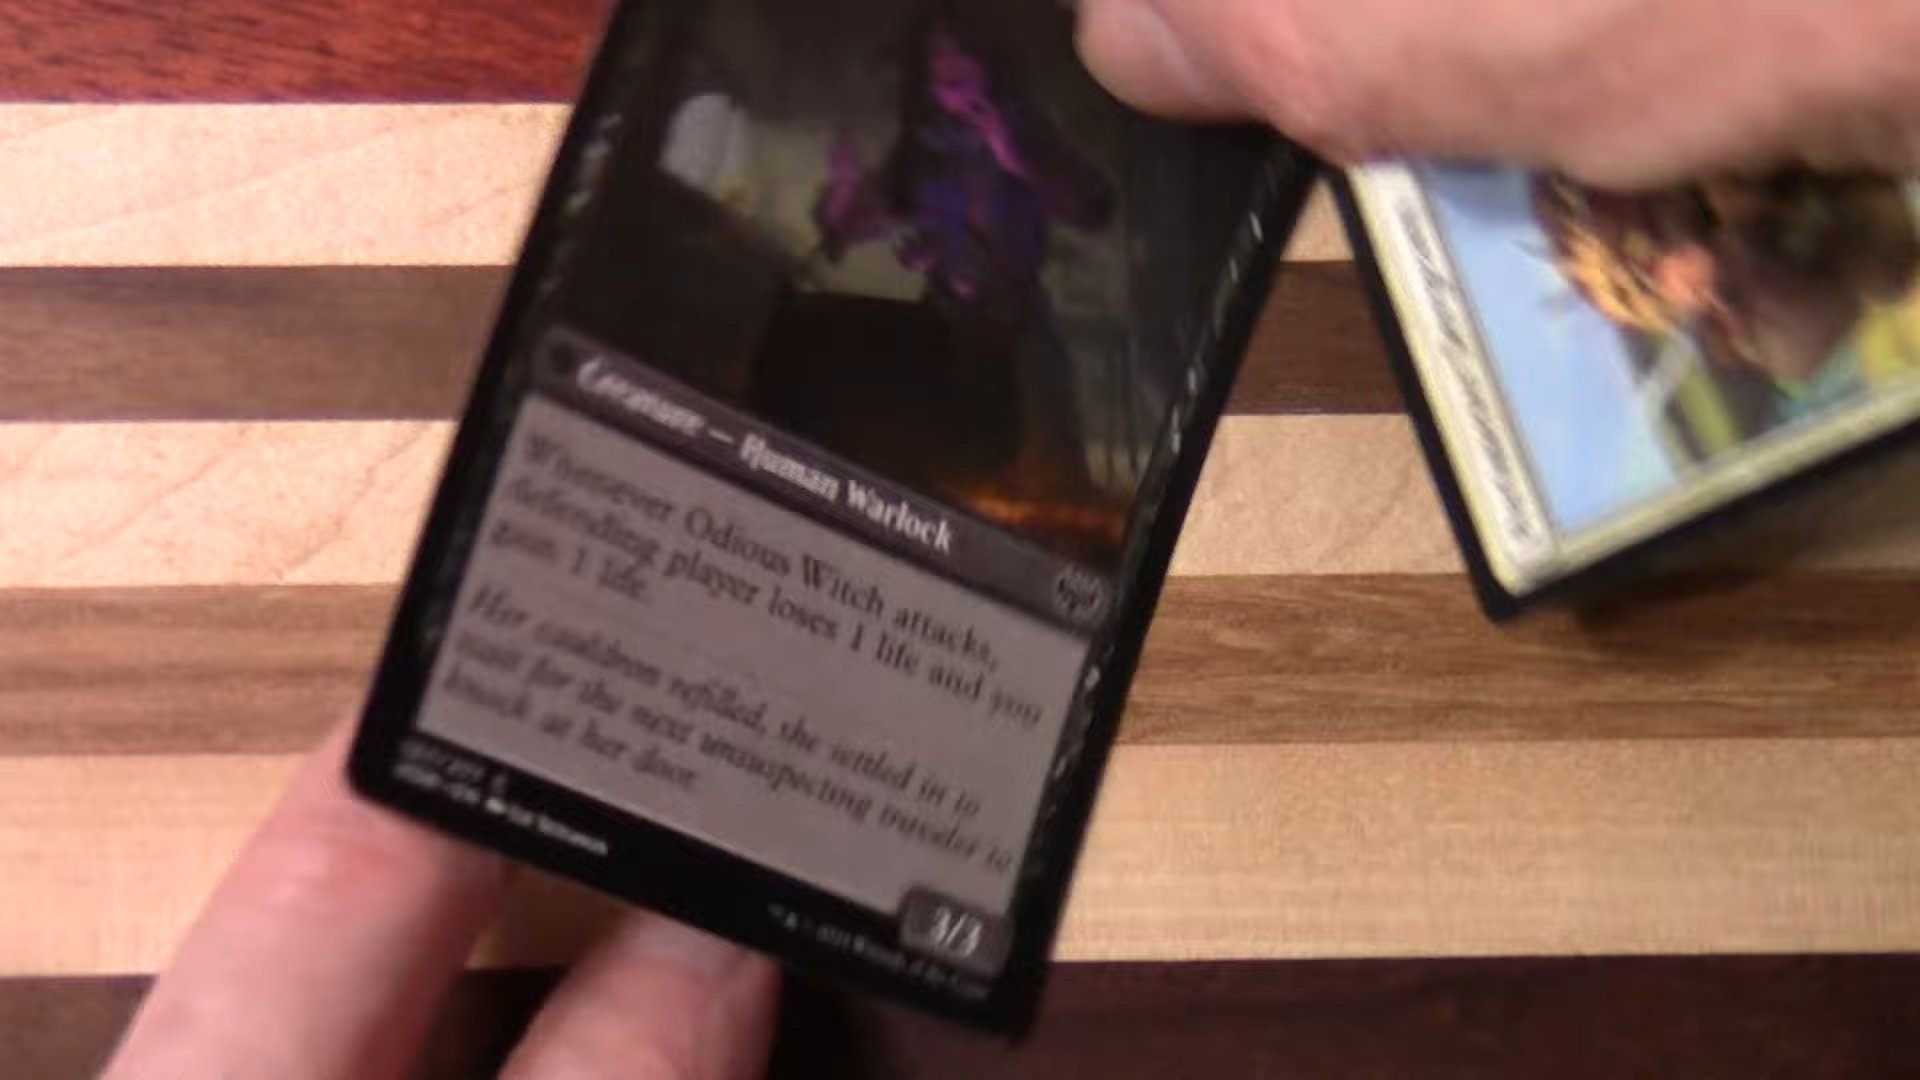 Creature — Human Warlock
Whenever Odious Witch attacks,
defending player loses 1 life and you
gain 1 life.
Her cauldron refilled, she settled in to
wait for the next unsuspecting traveler to
knock at her door.
3/3